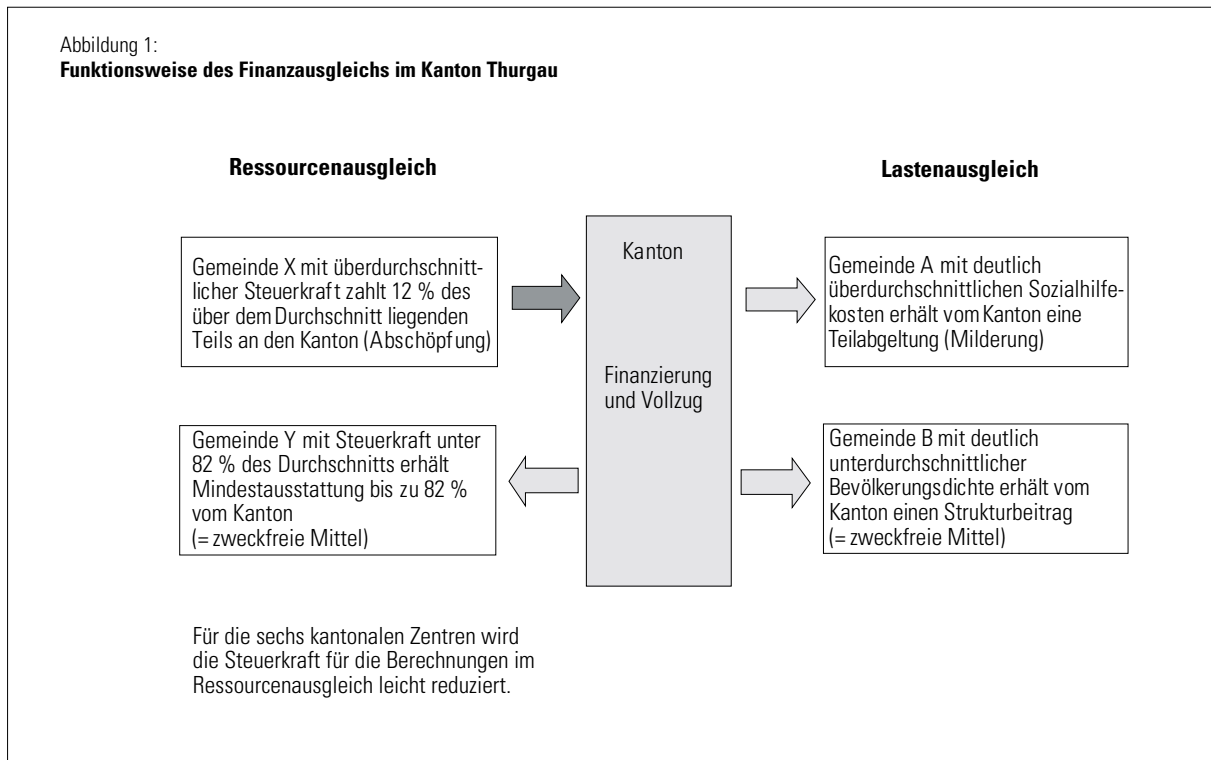 Abbildung 1:
Funktionsweise des Finanzausgleichs im Kanton Thurgau
Ressourcenausgleich
Gemeinde X mit überdurchschnitt-
licher Steuerkraft zahlt 12 % des
über dem Durchschnitt liegenden
Teils an den Kanton (Abschöpfung)
Gemeinde Y mit Steuerkraft unter
82 % des Durchschnitts erhält
Mindestausstattung bis zu 82 %
vom Kanton
(= zweckfreie Mittel)
Für die sechs kantonalen Zentren wird
die Steuerkraft für die Berechnungen im
Ressourcenausgleich leicht reduziert.
Kanton
Finanzierung
und Vollzug
Lastenausgleich
Gemeinde A mit deutlich
überdurchschnittlichen Sozialhilfe-
kosten erhält vom Kanton eine
Teilabgeltung (Milderung)
Gemeinde B mit deutlich
unterdurchschnittlicher
Bevölkerungsdichte erhält vom
Kanton einen Strukturbeitrag
(= zweckfreie Mittel)